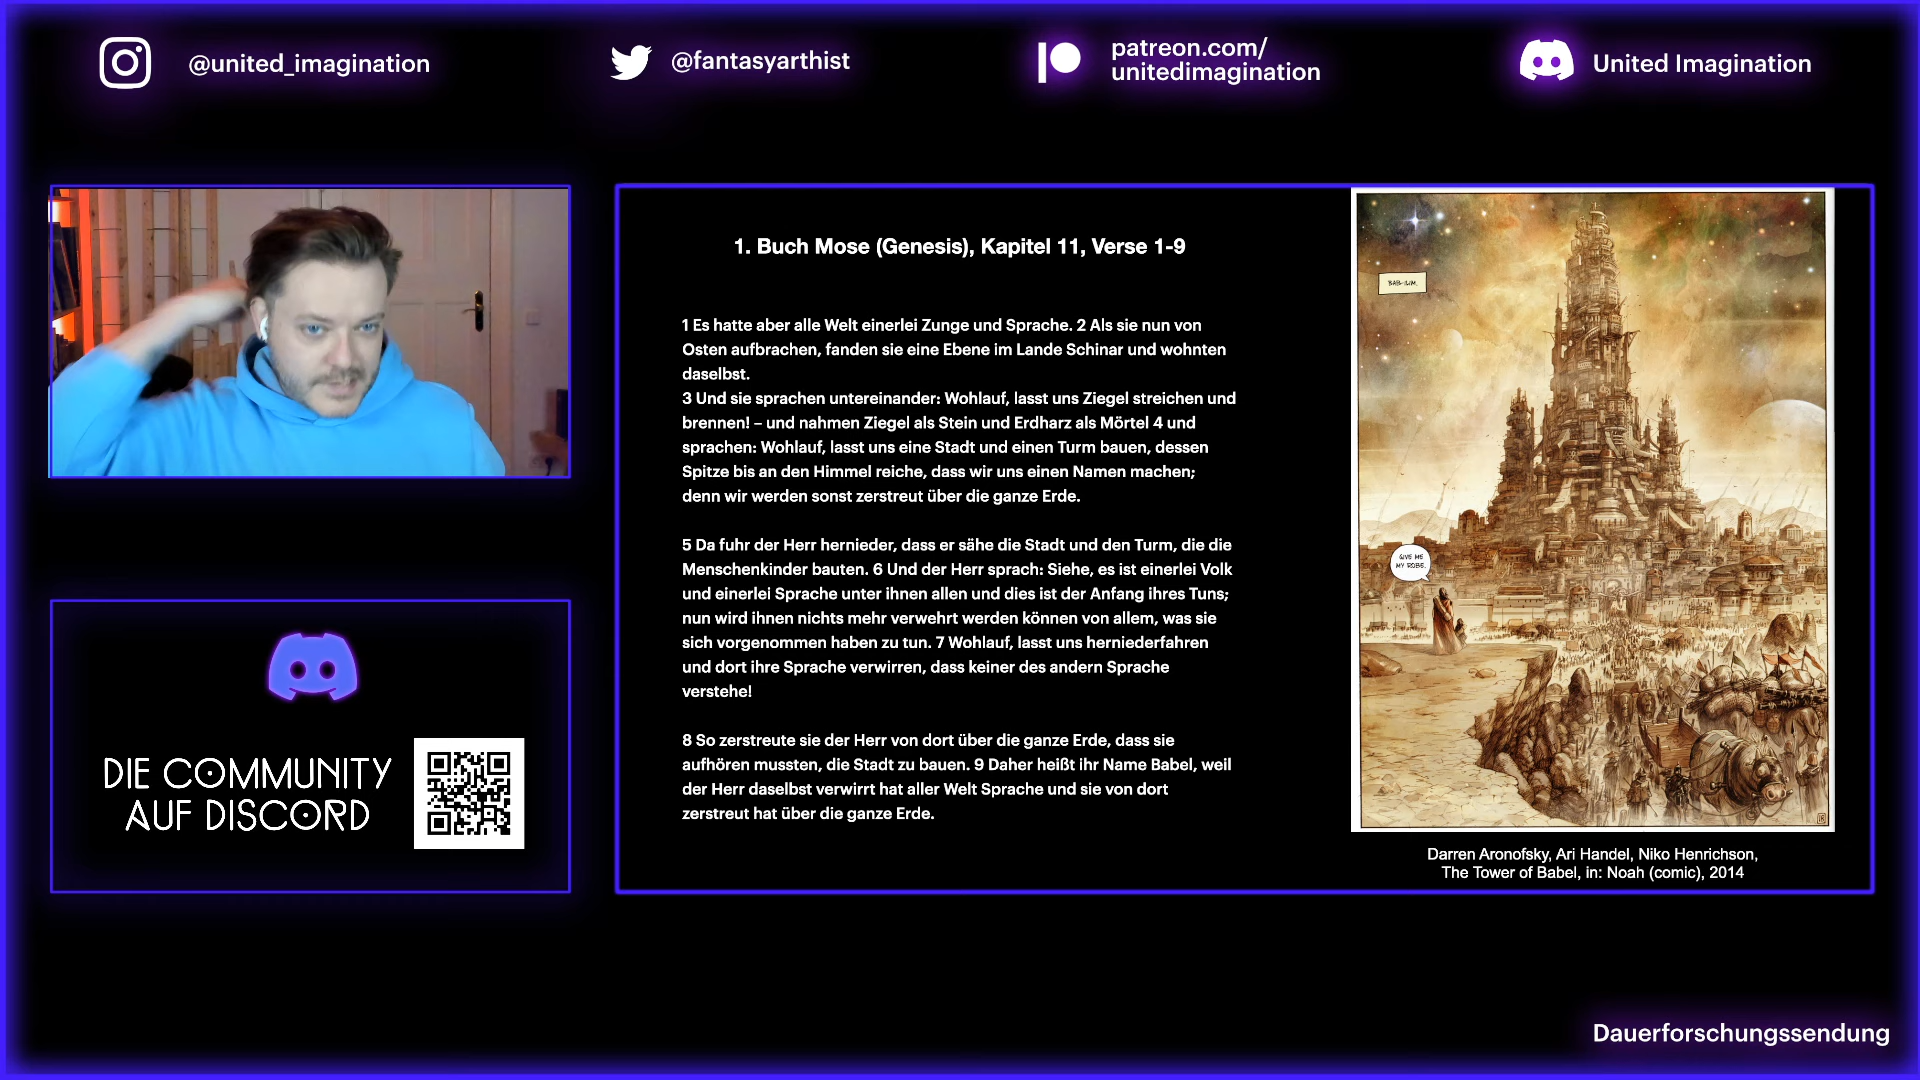 @united_imagination
@fantasyarthist
patreon.com/
unitedimagination
United Imagination
1. Buch Mose (Genesis), Kapitel 11, Verse 1-9
1 Es hatte aber alle Welt einerlei Zunge und Sprache. 2 Als sie nun von
Osten aufbrachen, fanden sie eine Ebene im Lande Schinar und wohnten
daselbst.
3 Und sie sprachen untereinander: Wohlauf, lasst uns Ziegel streichen und
brennen! – und nahmen Ziegel als Stein und Erdharz als Mörtel 4 und
sprachen: Wohlauf, lasst uns eine Stadt und einen Turm bauen, dessen
Spitze bis an den Himmel reiche, dass wir uns einen Namen machen;
denn wir werden sonst zerstreut über die ganze Erde.
5 Da fuhr der Herr hernieder, dass er sähe die Stadt und den Turm, die die
Menschenkinder bauten. 6 Und der Herr sprach: Siehe, es ist einerlei Volk
und einerlei Sprache unter ihnen allen und dies ist der Anfang ihres Tuns;
nun wird ihnen nichts mehr verwehrt werden können von allem, was sie
sich vorgenommen haben zu tun. 7 Wohlauf, lasst uns herniederfahren
und dort ihre Sprache verwirren, dass keiner des andern Sprache
verstehe!
8 So zerstreute sie der Herr von dort über die ganze Erde, dass sie
aufhören mussten, die Stadt zu bauen. 9 Daher heißt ihr Name Babel, weil
der Herr daselbst verwirrt hat aller Welt Sprache und sie von dort
zerstreut hat über die ganze Erde.
BAB-ILIM.
GIVE ME
MY ROBE.
Darren Aronofsky, Ari Handel, Niko Henrichson,
The Tower of Babel, in: Noah (comic), 2014
DIE COMMUNITY
AUF DISCORD
Dauerforschungssendung